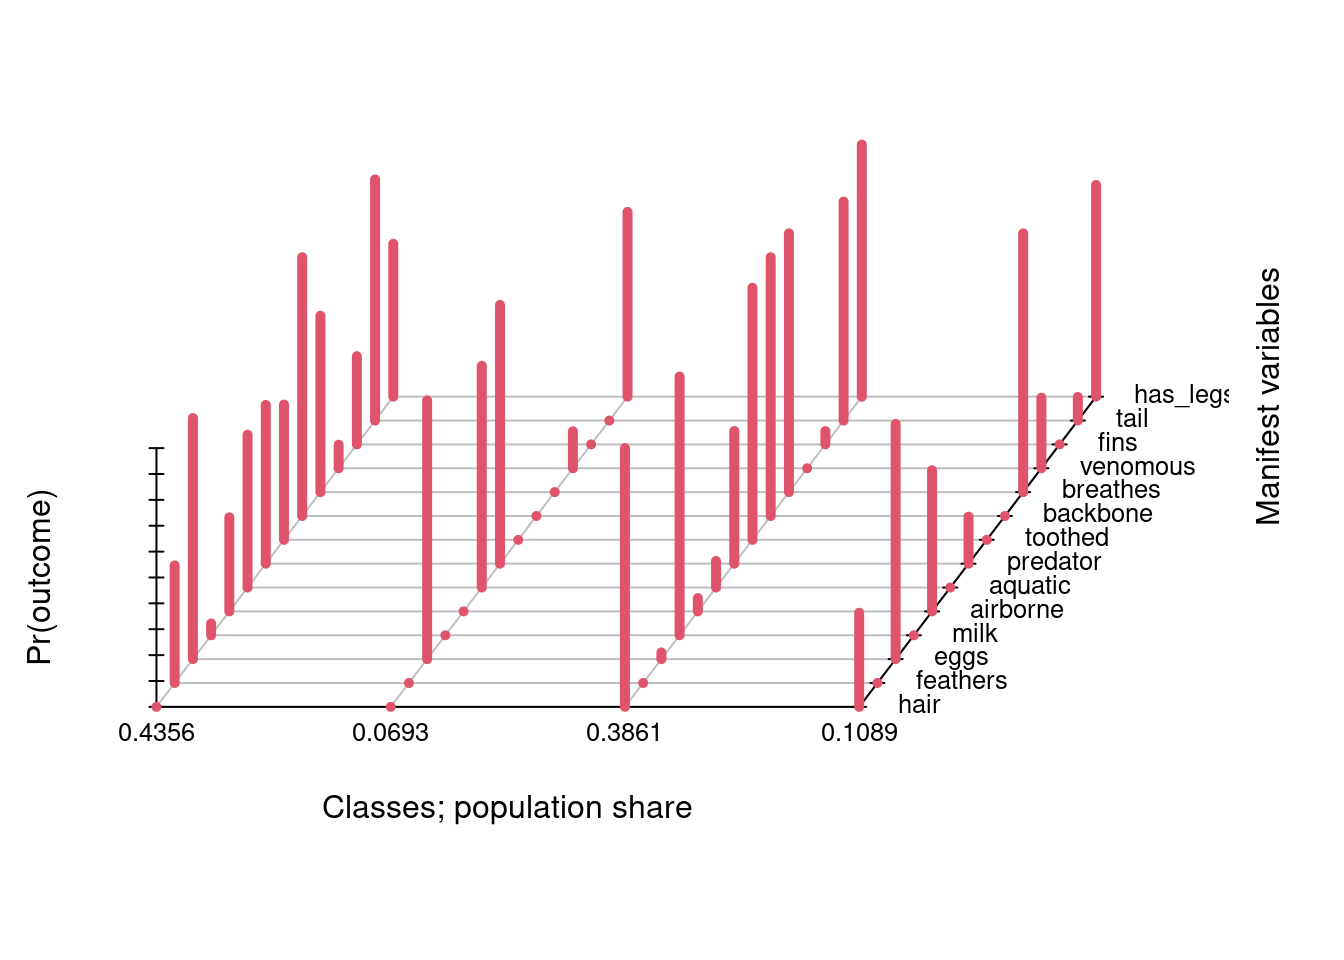 Pr(outcome)
Manifest variables
has_legs
tail
fins
venomous
breathes
backbone
toothed
predator
aquatic
airborne
milk
eggs
feathers
hair
0.4356 0.0693 0.3861 0.1089
Classes; population share